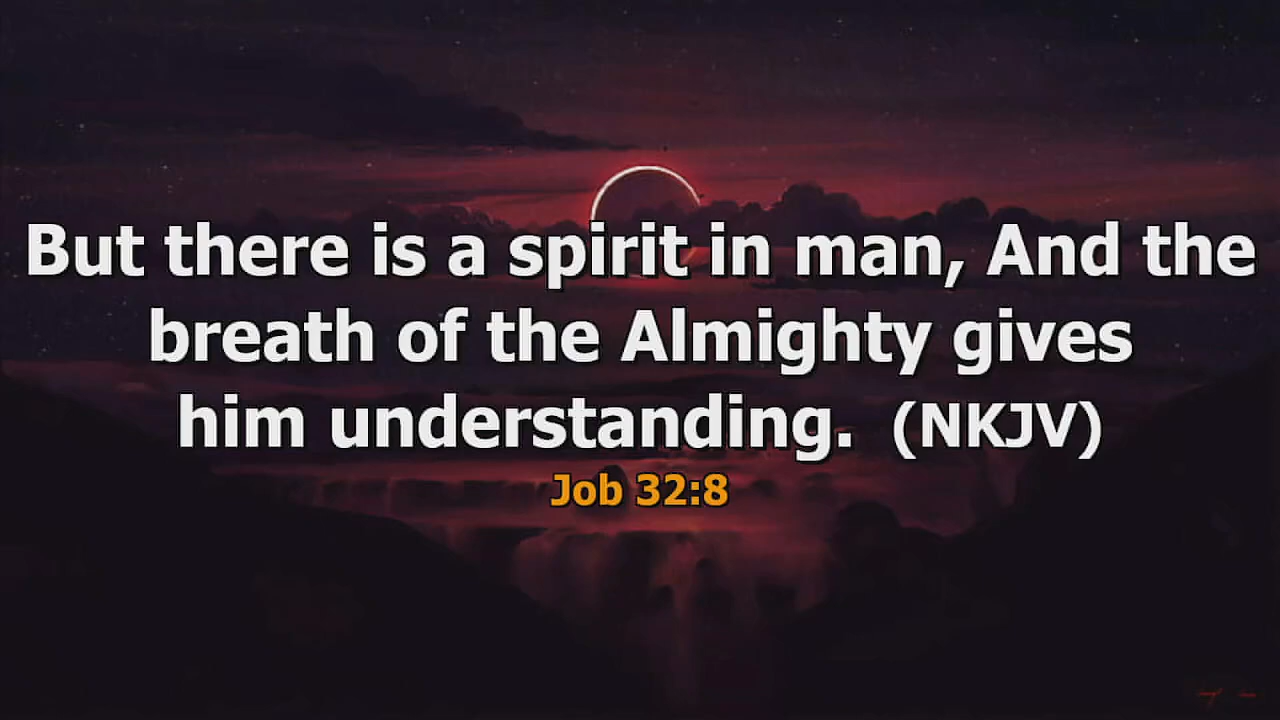 But there is a spirit in man, And the
breath of the Almighty gives
him understanding. (NKJV)
Job 32:8